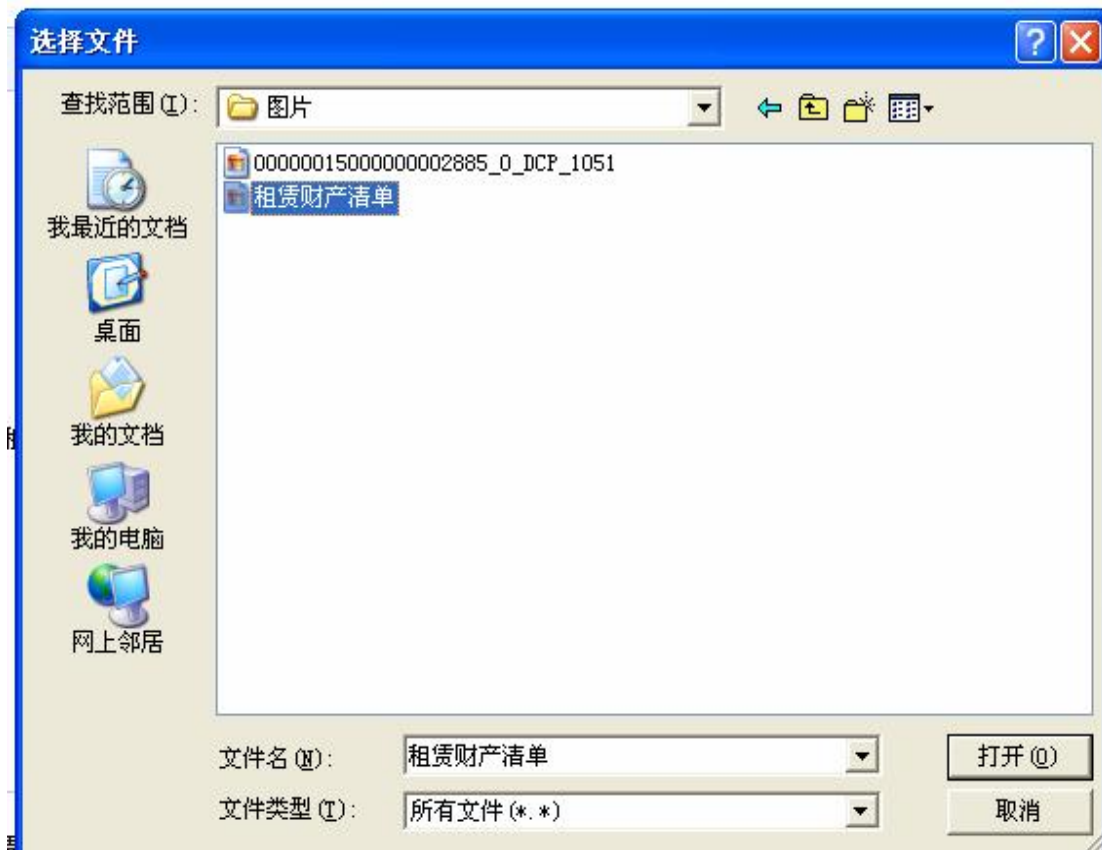 选择文件
查找范围(I):
图片
00000015000000002885_0_DCP_1051
租赁财产清单
我最近的文档
桌面
我的文档
我的电脑
网上邻居
文件名(N):
租赁财产清单
打开(O)
文件类型(T):
所有文件(*.*)
取消